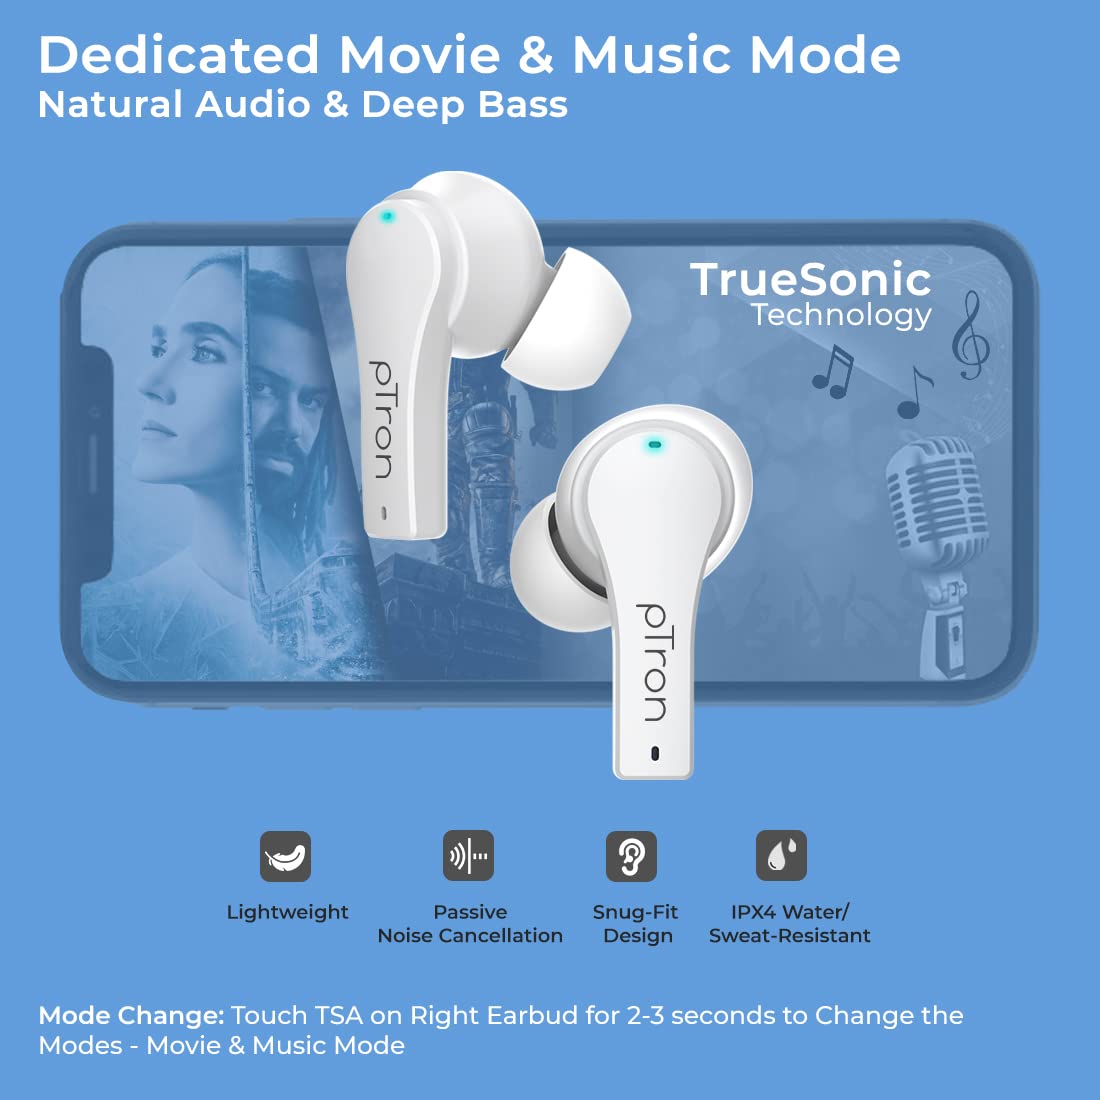 Dedicated Movie & Music Mode
Natural Audio & Deep Bass
TrueSonic
Technology
pTron
pTron
Lightweight
Passive
Noise Cancellation
Snug-Fit
Design
IPX4 Water/
Sweat-Resistant
Mode Change: Touch TSA on Right Earbud for 2-3 seconds to Change the
Modes - Movie & Music Mode